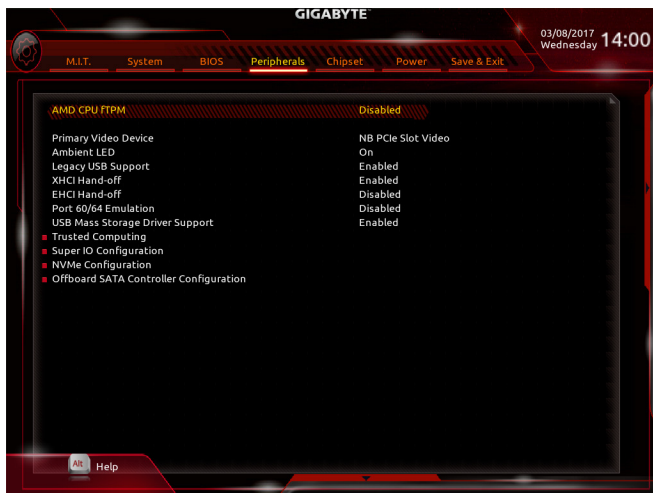 GIGABYTE™
03/08/2017
Wednesday 14:00
M.I.T. System BIOS Peripherals Chipset Power Save & Exit
AMD CPU fTPM Disabled
Primary Video Device NB PCIe Slot Video
Ambient LED On
Legacy USB Support Enabled
XHCI Hand-off Enabled
EHCI Hand-off Disabled
Port 60/64 Emulation Disabled
USB Mass Storage Driver Support Enabled
Trusted Computing
Super IO Configuration
NVMe Configuration
Offboard SATA Controller Configuration
Alt Help